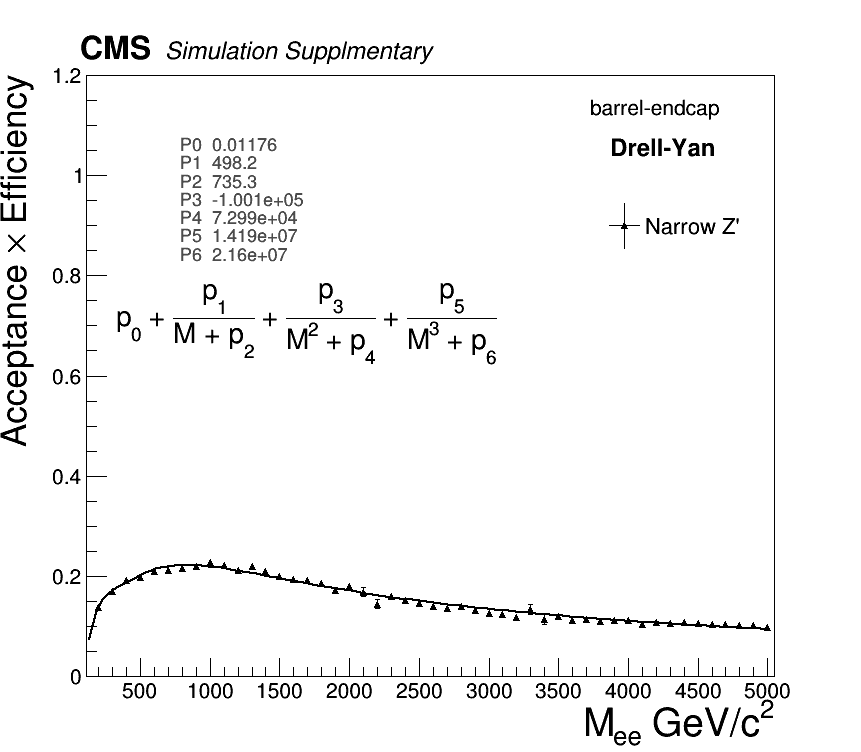 CMS Simulation Supplmentary
Acceptance × Efficiency
1.2
1
0.8
0.6
0.4
0.2
0
barrel-endcap
Drell-Yan
Narrow Z'
P0 0.01176
P1 498.2
P2 735.3
P3 -1.001e+05
P4 7.299e+04
P5 1.419e+07
P6 2.16e+07
p0 + p1/(M + p2) + p3/(M² + p4) + p5/(M³ + p6)
500 1000 1500 2000 2500 3000 3500 4000 4500 5000
Mee GeV/c²